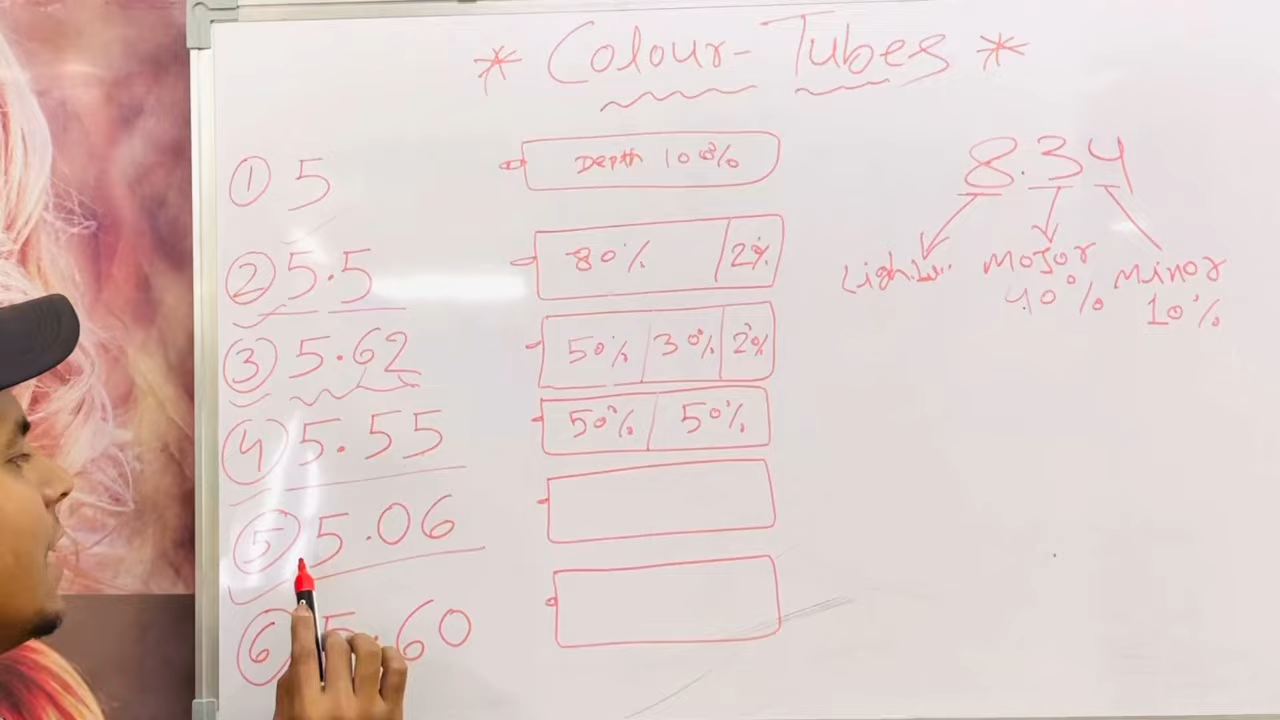 * Colour-Tubes *
① 5
Depth 100%
② 5.5
80% 2%
③ 5.62
50% 30% 2%
④ 5.55
50% 50%
⑤ 5.06
⑥ 5.60
8.34
Major
40%
Minor
10%